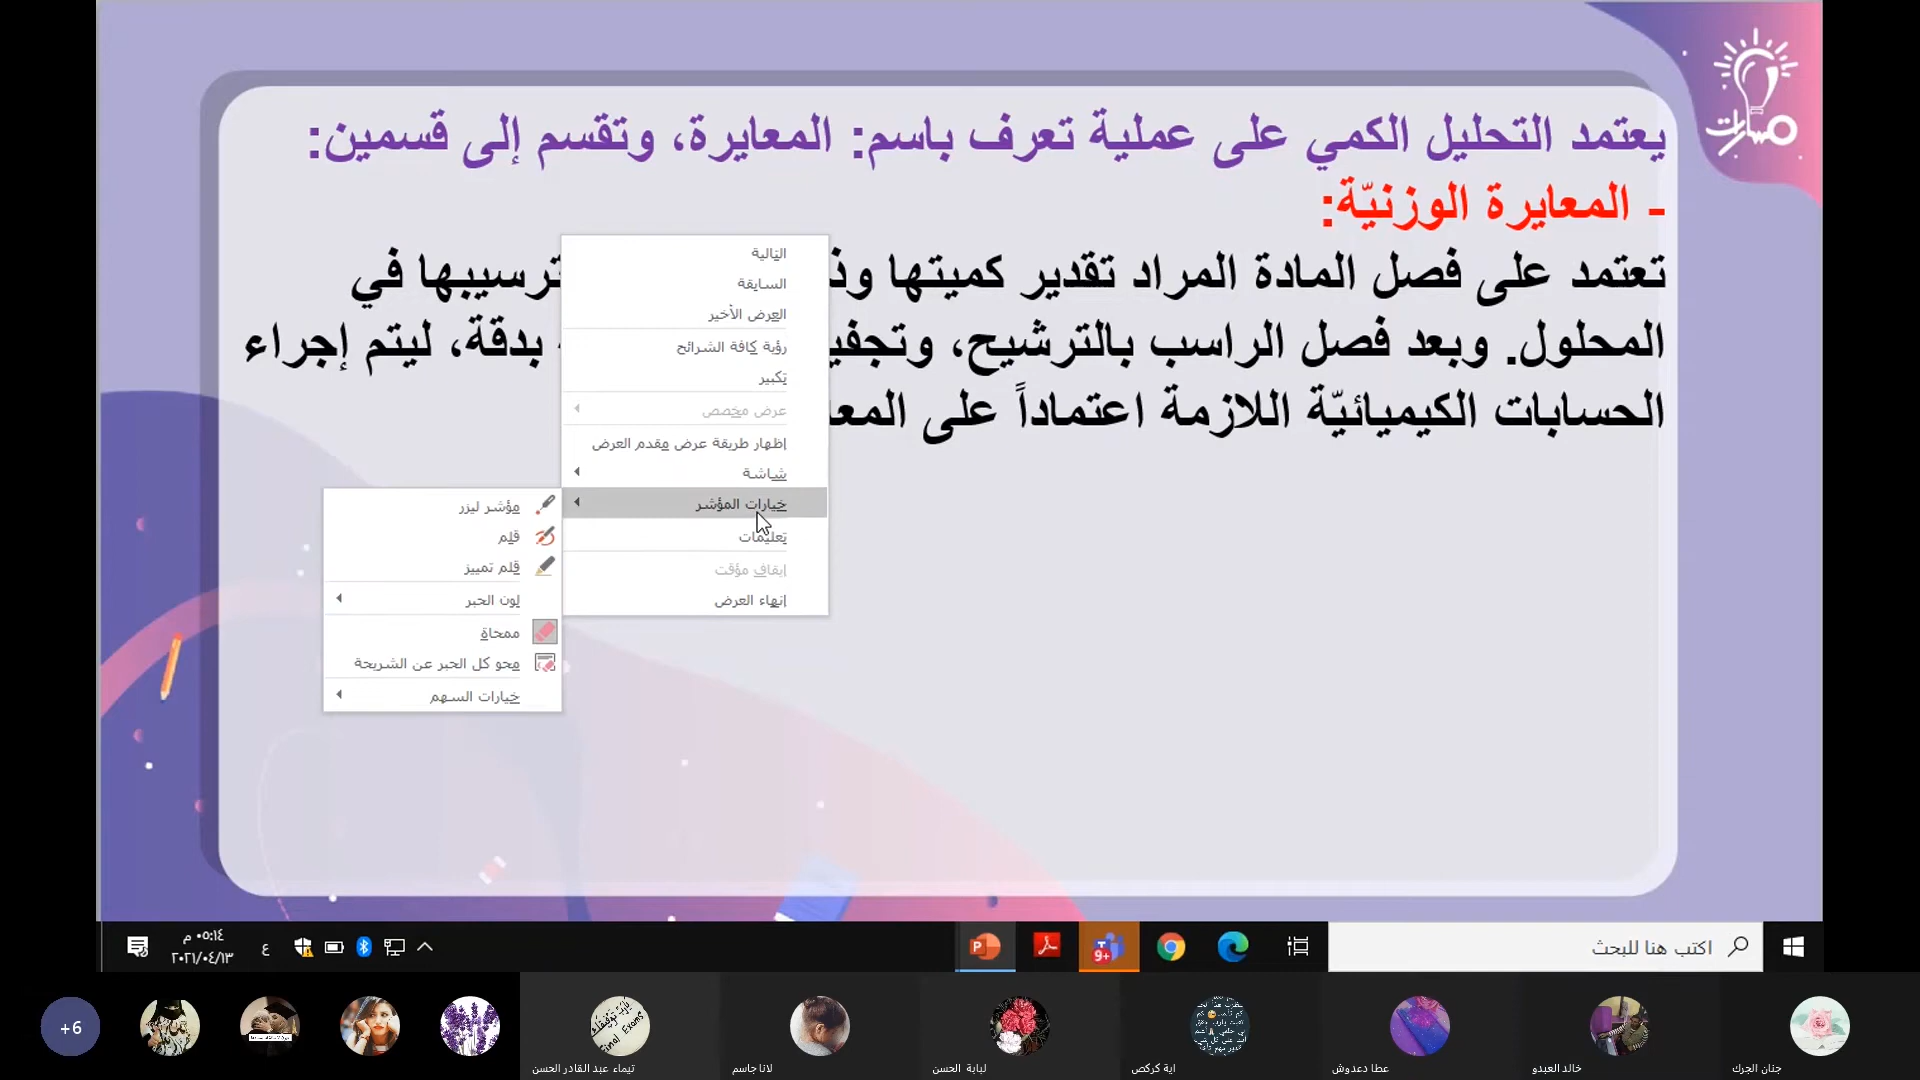 مسارات
يعتمد التحليل الكمي على عملية تعرف باسم: المعايرة، وتقسم إلى قسمين:
- المعايرة الوزنيّة:
تعتمد على فصل المادة المراد تقدير كميتها ترسيبها في
المحلول. وبعد فصل الراسب بالترشيح، بدقة، ليتم إجراء
الحسابات الكيميائيّة اللازمة اعتماداً على
التالية
السابقة
العرض الأخير
رؤية كافة الشرائح
تكبير
عرض مخصص
إظهار طريقة عرض مقدم العرض
شاشة
خيارات المؤشر
تعليمات
إيقاف مؤقت
إنهاء العرض
مؤشر ليزر
قلم
قلم تمييز
لون الحبر
ممحاة
محو كل الحبر عن الشريحة
خيارات السهم
اكتب هنا للبحث
9+
ع
٠٥:١٤ م
٢٠٢١/٠٤/١٣
+6
Final Exams
تيماء عبد القادر الحسن
لانا جاسم
لبابة الحسن
اية كركص
عطا دعدوش
خالد العبدو
جنان الجرك